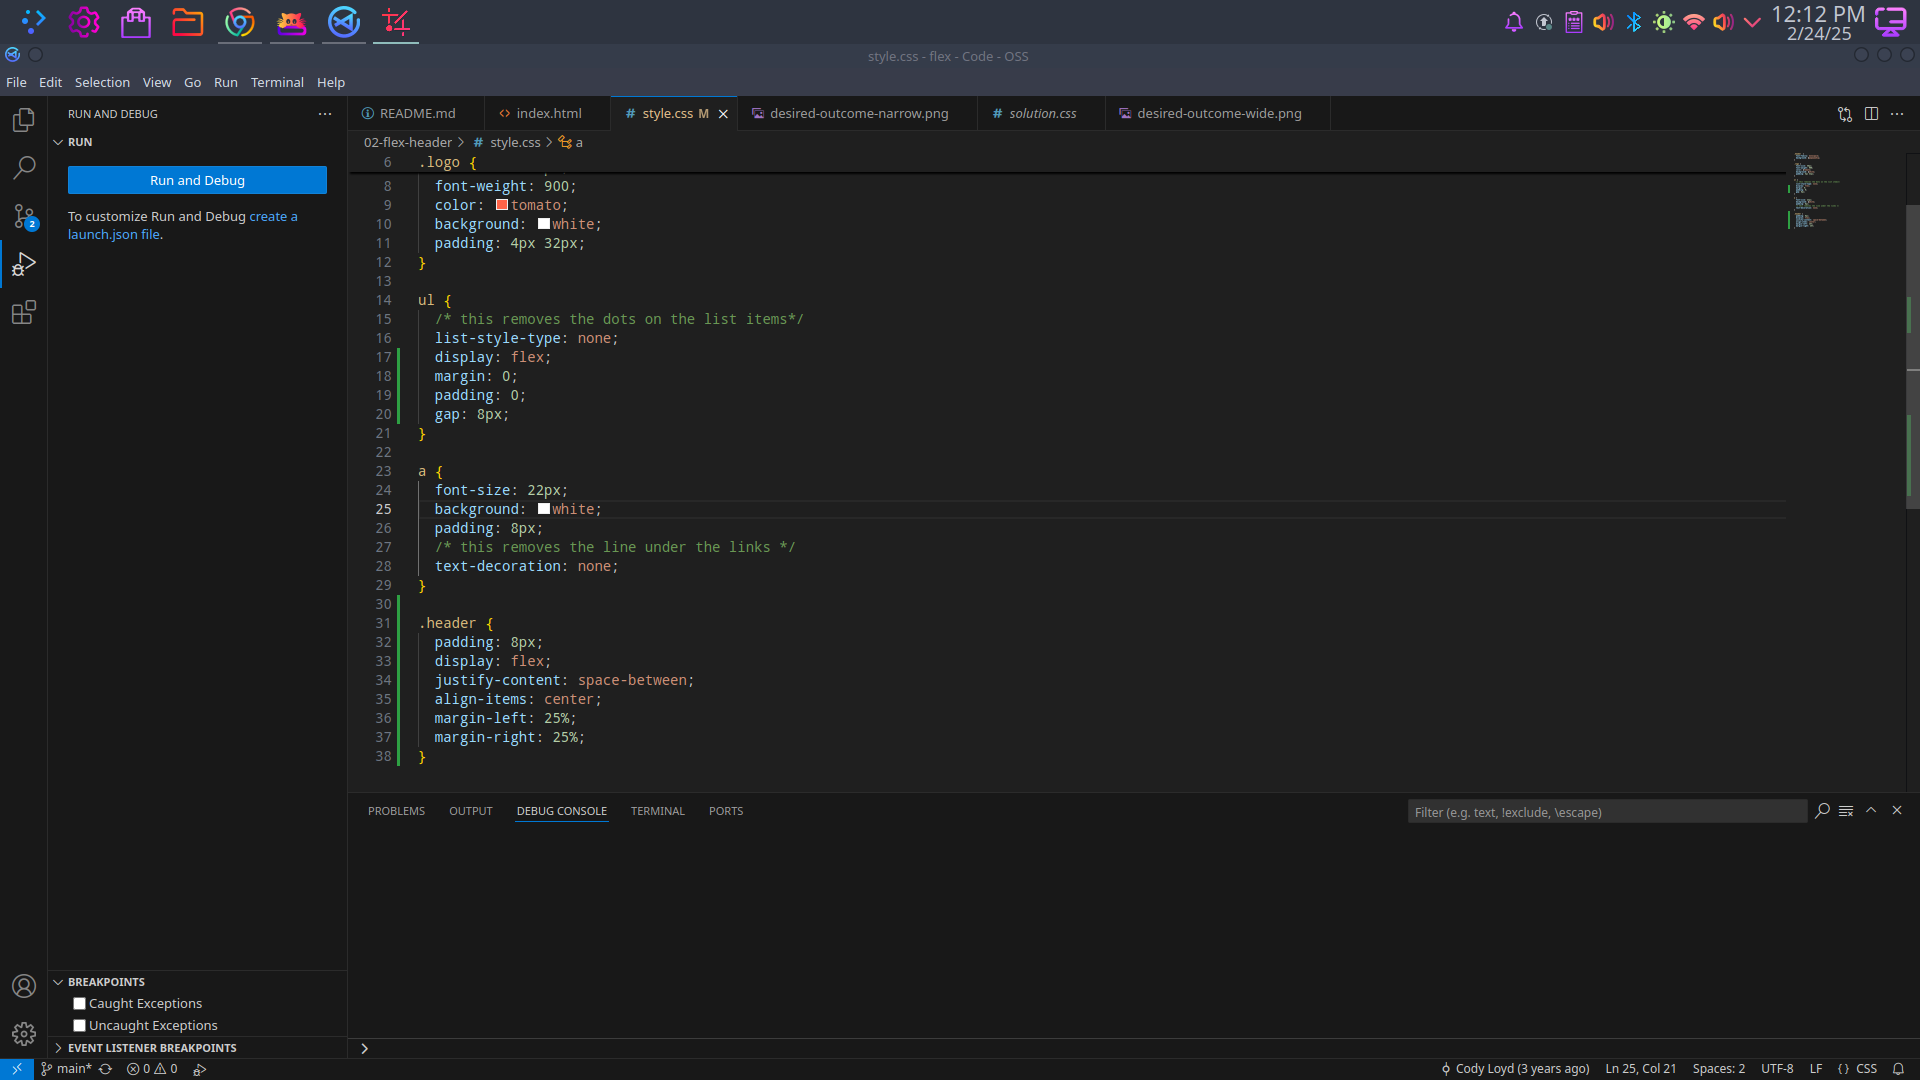 12:12 PM
2/24/25
style.css - flex - Code - OSS
File Edit Selection View Go Run Terminal Help
RUN AND DEBUG
RUN
Run and Debug
To customize Run and Debug create a
launch.json file.
2
README.md
index.html
style.css M
desired-outcome-narrow.png
solution.css
desired-outcome-wide.png
02-flex-header > style.css > a
6 .logo {
8 font-weight: 900;
9 color: tomato;
10 background: white;
11 padding: 4px 32px;
12 }
13
14 ul {
15 /* this removes the dots on the list items*/
16 list-style-type: none;
17 display: flex;
18 margin: 0;
19 padding: 0;
20 gap: 8px;
21 }
22
23 a {
24 font-size: 22px;
25 background: white;
26 padding: 8px;
27 /* this removes the line under the links */
28 text-decoration: none;
29 }
30
31 .header {
32 padding: 8px;
33 display: flex;
34 justify-content: space-between;
35 align-items: center;
36 margin-left: 25%;
37 margin-right: 25%;
38 }
PROBLEMS OUTPUT DEBUG CONSOLE TERMINAL PORTS
Filter (e.g. text, !exclude, \escape)
BREAKPOINTS
Caught Exceptions
Uncaught Exceptions
EVENT LISTENER BREAKPOINTS
main* 0 0
Cody Loyd (3 years ago) Ln 25, Col 21 Spaces: 2 UTF-8 LF {} CSS